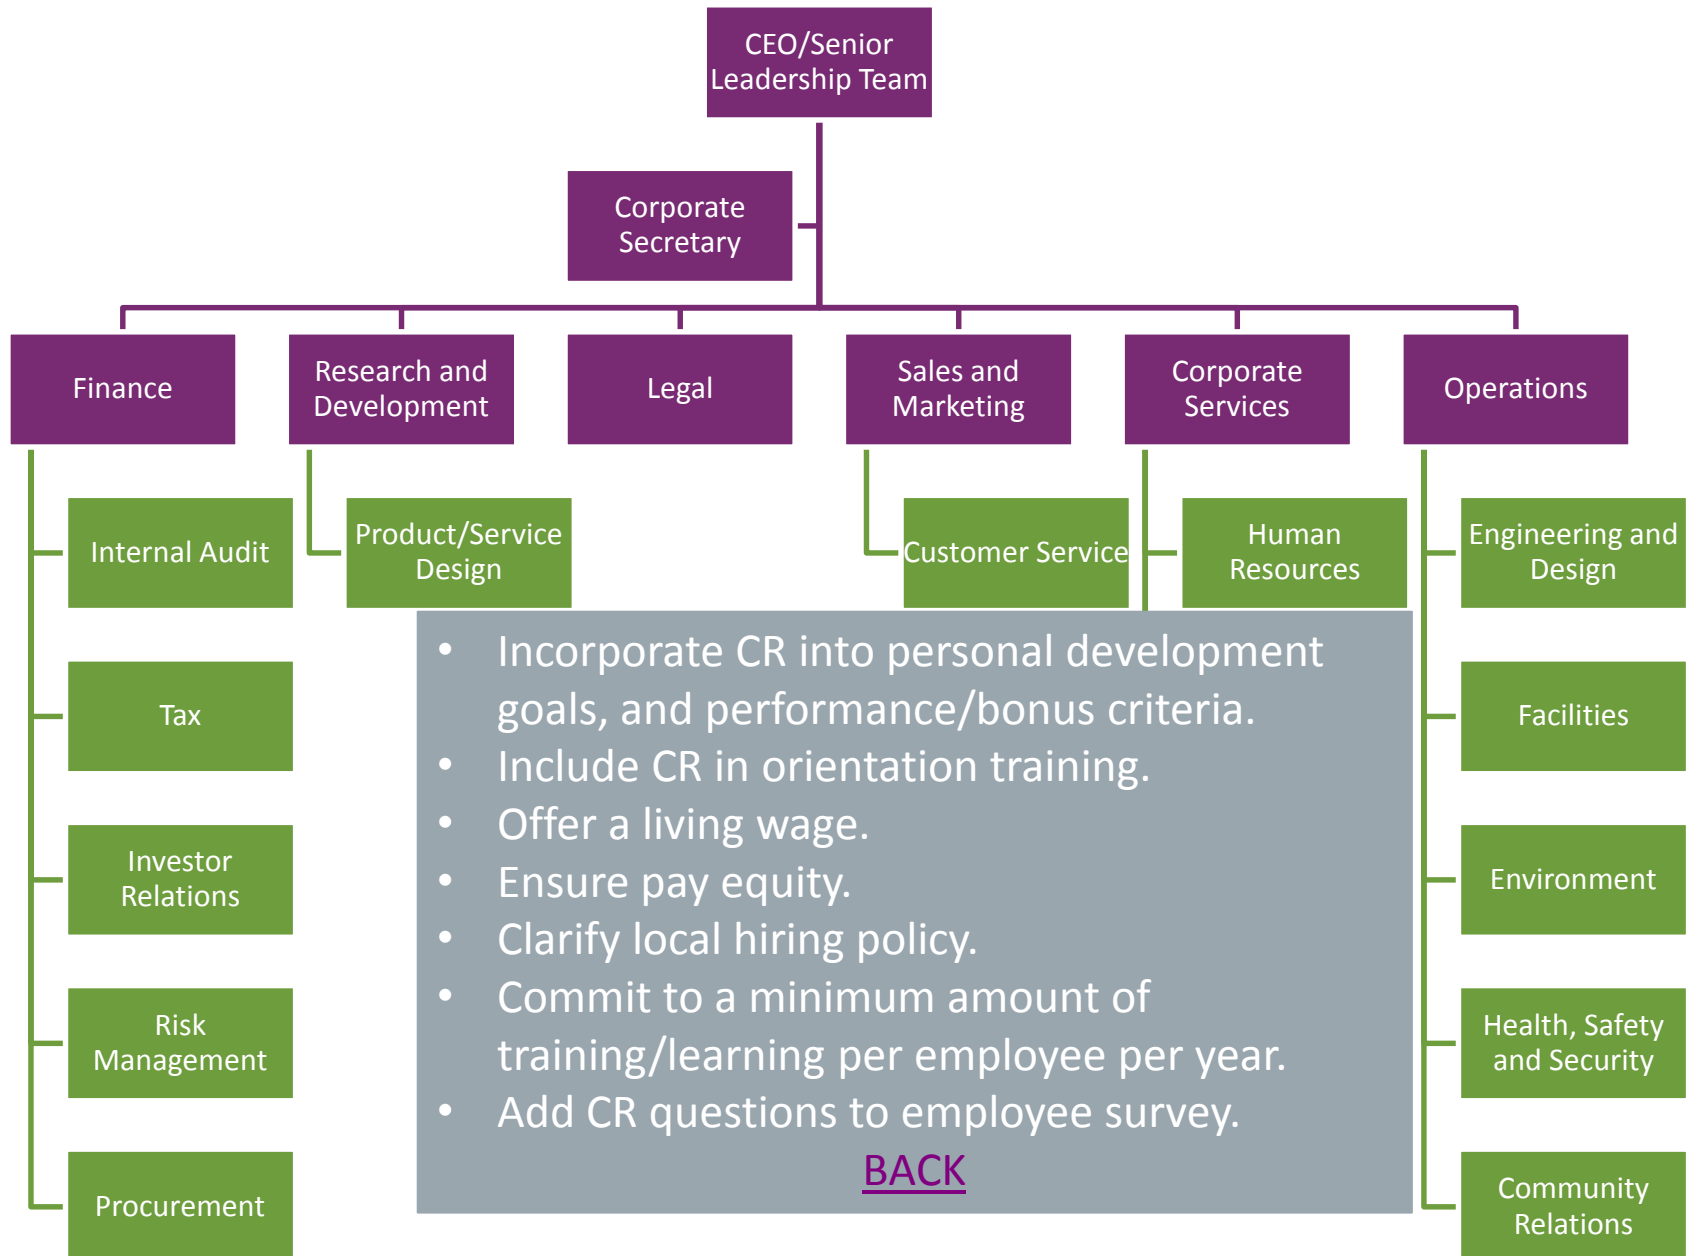 CEO/Senior
Leadership Team
Corporate
Secretary
Finance
Research and
Development
Legal
Sales and
Marketing
Corporate
Services
Operations
Internal Audit
Product/Service
Design
Customer Service
Human
Resources
Engineering and
Design
Tax
Facilities
Investor
Relations
Environment
Risk
Management
Health, Safety
and Security
Procurement
Community
Relations
• Incorporate CR into personal development
goals, and performance/bonus criteria.
• Include CR in orientation training.
• Offer a living wage.
• Ensure pay equity.
• Clarify local hiring policy.
• Commit to a minimum amount of
training/learning per employee per year.
• Add CR questions to employee survey.
BACK